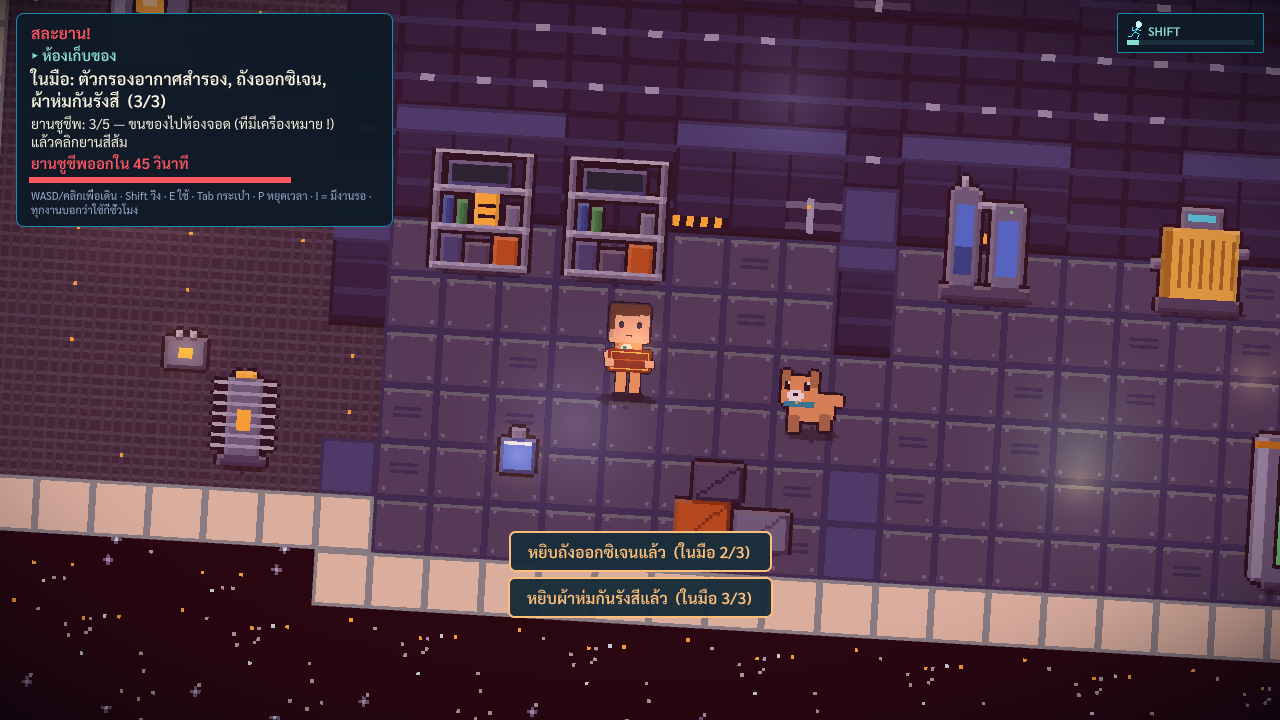 สละยาน!
▸ ห้องเก็บของ
ในมือ: ตัวกรองอากาศสำรอง, ถังออกซิเจน,
ผ้าห่มกันรังสี (3/3)
ยานชูชีพ: 3/5 — ขนของไปห้องจอด (ที่มีเครื่องหมาย !)
แล้วคลิกยานสีส้ม
ยานชูชีพออกใน 45 วินาที
WASD/คลิกเพื่อเดิน · Shift วิ่ง · E ใช้ · Tab กระเป๋า · P หยุดเวลา · ! = มีงานรอ ·
ทุกงานบอกว่าใช้กี่ชั่วโมง
SHIFT
หยิบถังออกซิเจนแล้ว (ในมือ 2/3)
หยิบผ้าห่มกันรังสีแล้ว (ในมือ 3/3)